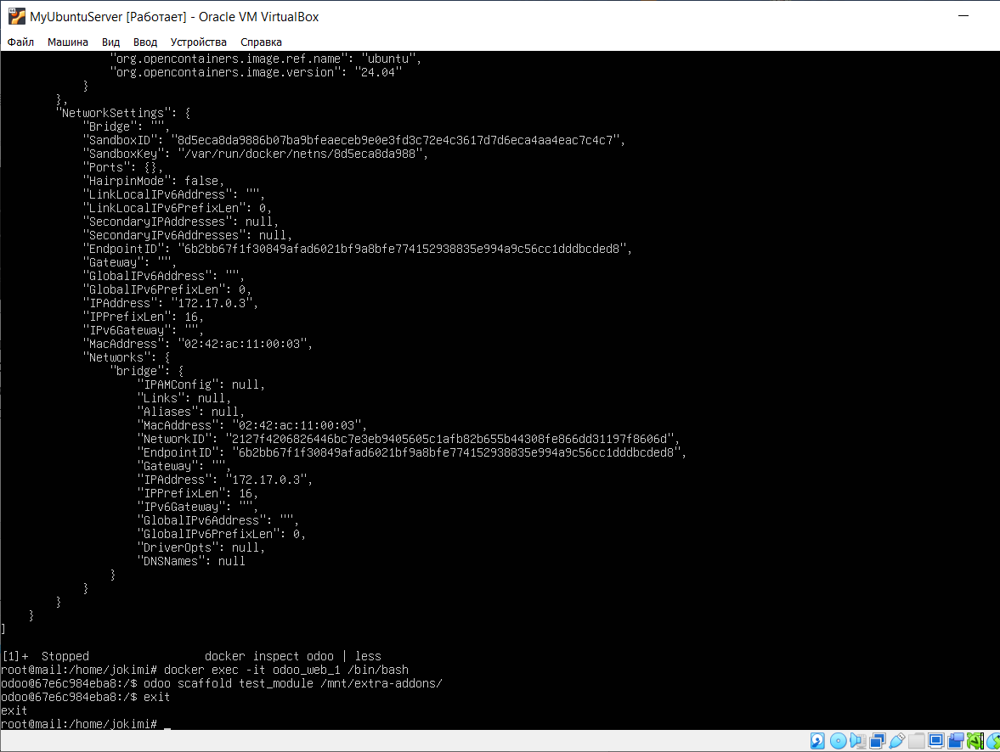 MyUbuntuServer [Работает] - Oracle VM VirtualBox
Файл Машина Вид Ввод Устройства Справка
"org.opencontainers.image.ref.name": "ubuntu",
"org.opencontainers.image.version": "24.04"
}
},
"NetworkSettings": {
"Bridge": "",
"SandboxID": "8d5eca8da9886b07ba9bfeaeceb9e0e3fd3c72e4c3617d7d6eca4aa4eac7c4c7",
"SandboxKey": "/var/run/docker/netns/8d5eca8da988",
"Ports": {},
"HairpinMode": false,
"LinkLocalIPv6Address": "",
"LinkLocalIPv6PrefixLen": 0,
"SecondaryIPAddresses": null,
"SecondaryIPv6Addresses": null,
"EndpointID": "6b2bb67f1f30849afad6021bf9a8bfe774152938835e994a9c56cc1dddbcded8",
"Gateway": "",
"GlobalIPv6Address": "",
"GlobalIPv6PrefixLen": 0,
"IPAddress": "172.17.0.3",
"IPPrefixLen": 16,
"IPv6Gateway": "",
"MacAddress": "02:42:ac:11:00:03",
"Networks": {
"bridge": {
"IPAMConfig": null,
"Links": null,
"Aliases": null,
"MacAddress": "02:42:ac:11:00:03",
"NetworkID": "2127f4206826446bc7e3eb9405605c1afb82b655b44308fe866dd31197f8606d",
"EndpointID": "6b2bb67f1f30849afad6021bf9a8bfe774152938835e994a9c56cc1dddbcded8",
"Gateway": "",
"IPAddress": "172.17.0.3",
"IPPrefixLen": 16,
"IPv6Gateway": "",
"GlobalIPv6Address": "",
"GlobalIPv6PrefixLen": 0,
"DriverOpts": null,
"DNSNames": null
}
}
}
}
]
[1]+  Stopped                 docker inspect odoo | less
root@mail:/home/jokimi# docker exec -it odoo_web_1 /bin/bash
odoo@67e6c984eba8:/$ odoo scaffold test_module /mnt/extra-addons/
odoo@67e6c984eba8:/$ exit
exit
root@mail:/home/jokimi# _